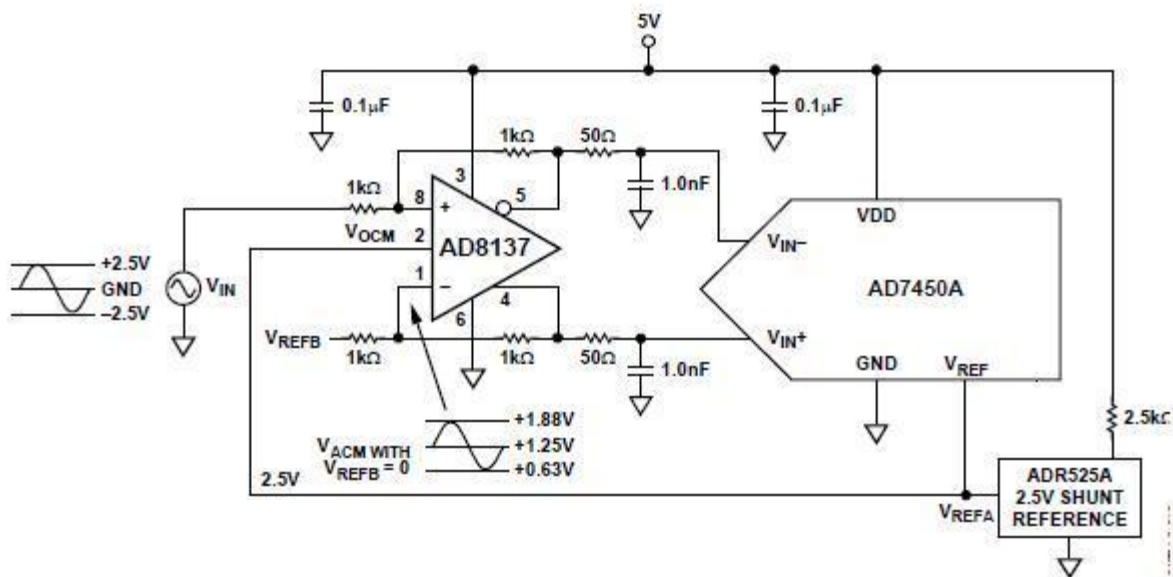 5V
0.1µF
0.1µF
1kΩ
50Ω
1.0nF
1kΩ
3
5
8
+
VOCM
2
AD8137
1
−
4
6
VDD
VIN−
AD7450A
VIN+
GND
VREF
+2.5V
GND
−2.5V
VIN
VREFB
1kΩ
1kΩ
50Ω
1.0nF
2.5kΩ
+1.88V
+1.25V
+0.63V
VACM WITH
VREFB = 0
2.5V
VREFA
ADR525A
2.5V SHUNT
REFERENCE